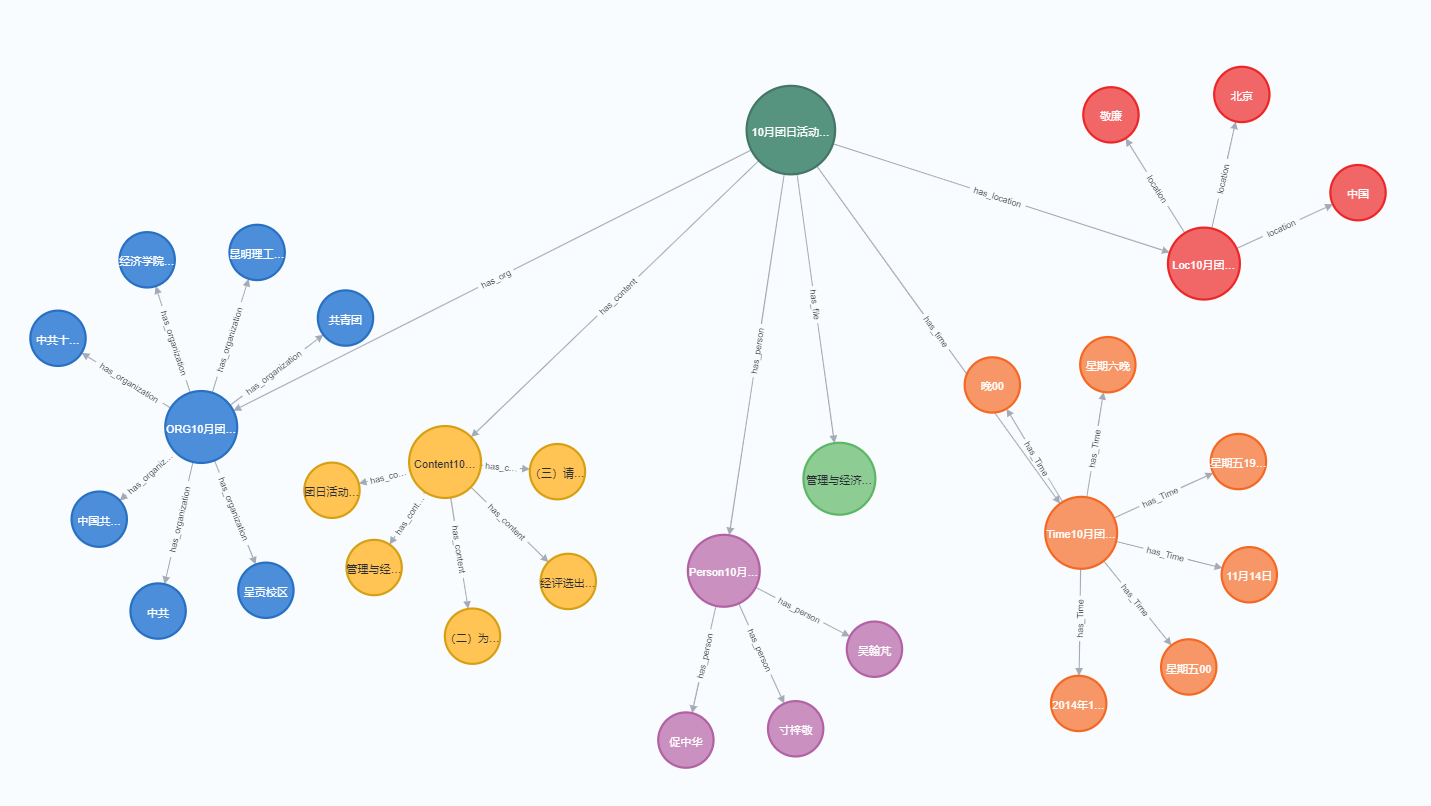 10月团日活动…
has_org
has_content
has_person
has_file
has_time
has_location
Loc10月团…
location
敬廉
location
北京
location
中国
ORG10月团…
has_organization
经济学院…
has_organization
昆明理工…
has_organization
共青团
has_organization
中共十…
has_organiz…
中国共…
has_organization
中共
has_organization
呈贡校区
Content10…
has_co…
团日活动…
has_cont…
管理与经…
has_content
（二）为…
has_content
经评选出…
has_c…
（三）请…
管理与经济…
Person10月…
has_person
促中华
has_person
寸梓敬
has_person
吴翰芃
Time10月团…
has_Time
晚00
has_Time
星期六晚
has_Time
星期五19…
has_Time
11月14日
has_Time
星期五00
has_Time
2014年1…